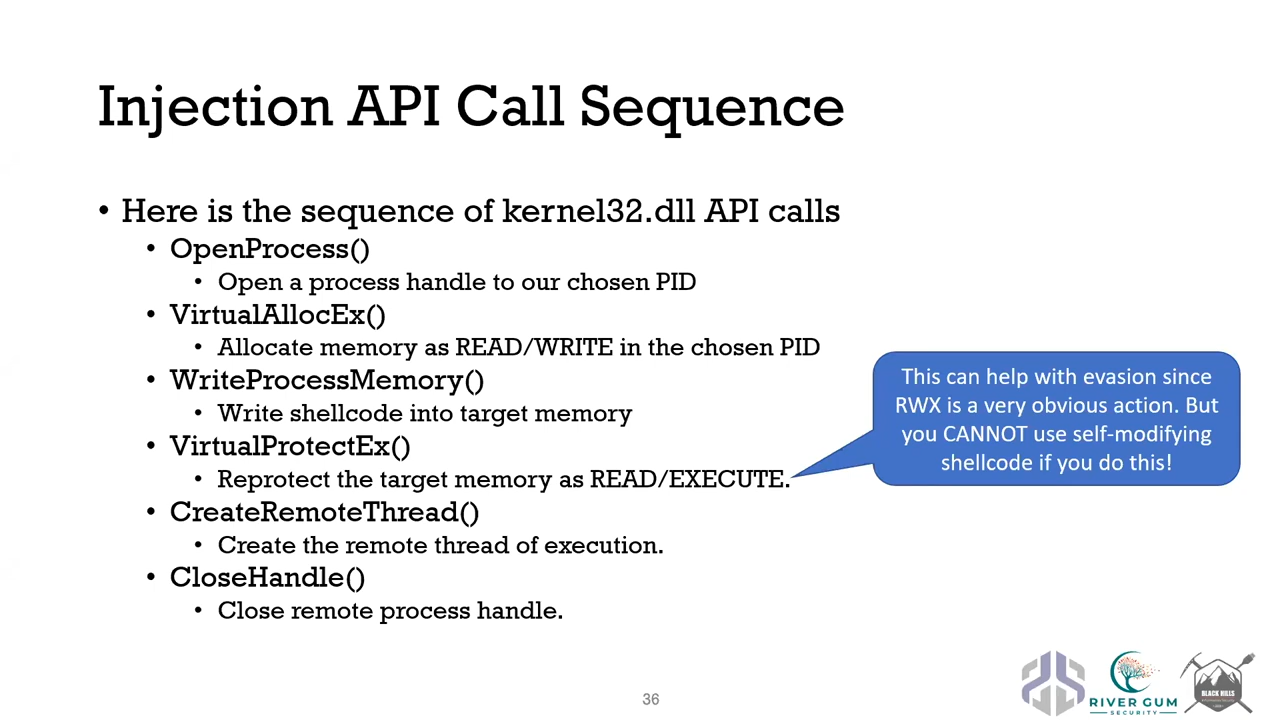 Injection API Call Sequence
• Here is the sequence of kernel32.dll API calls
• OpenProcess()
• Open a process handle to our chosen PID
• VirtualAllocEx()
• Allocate memory as READ/WRITE in the chosen PID
• WriteProcessMemory()
• Write shellcode into target memory
• VirtualProtectEx()
• Reprotect the target memory as READ/EXECUTE.
• CreateRemoteThread()
• Create the remote thread of execution.
• CloseHandle()
• Close remote process handle.
This can help with evasion since
RWX is a very obvious action. But
you CANNOT use self-modifying
shellcode if you do this!
36
RIVER GUM
SECURITY
BLACK HILLS